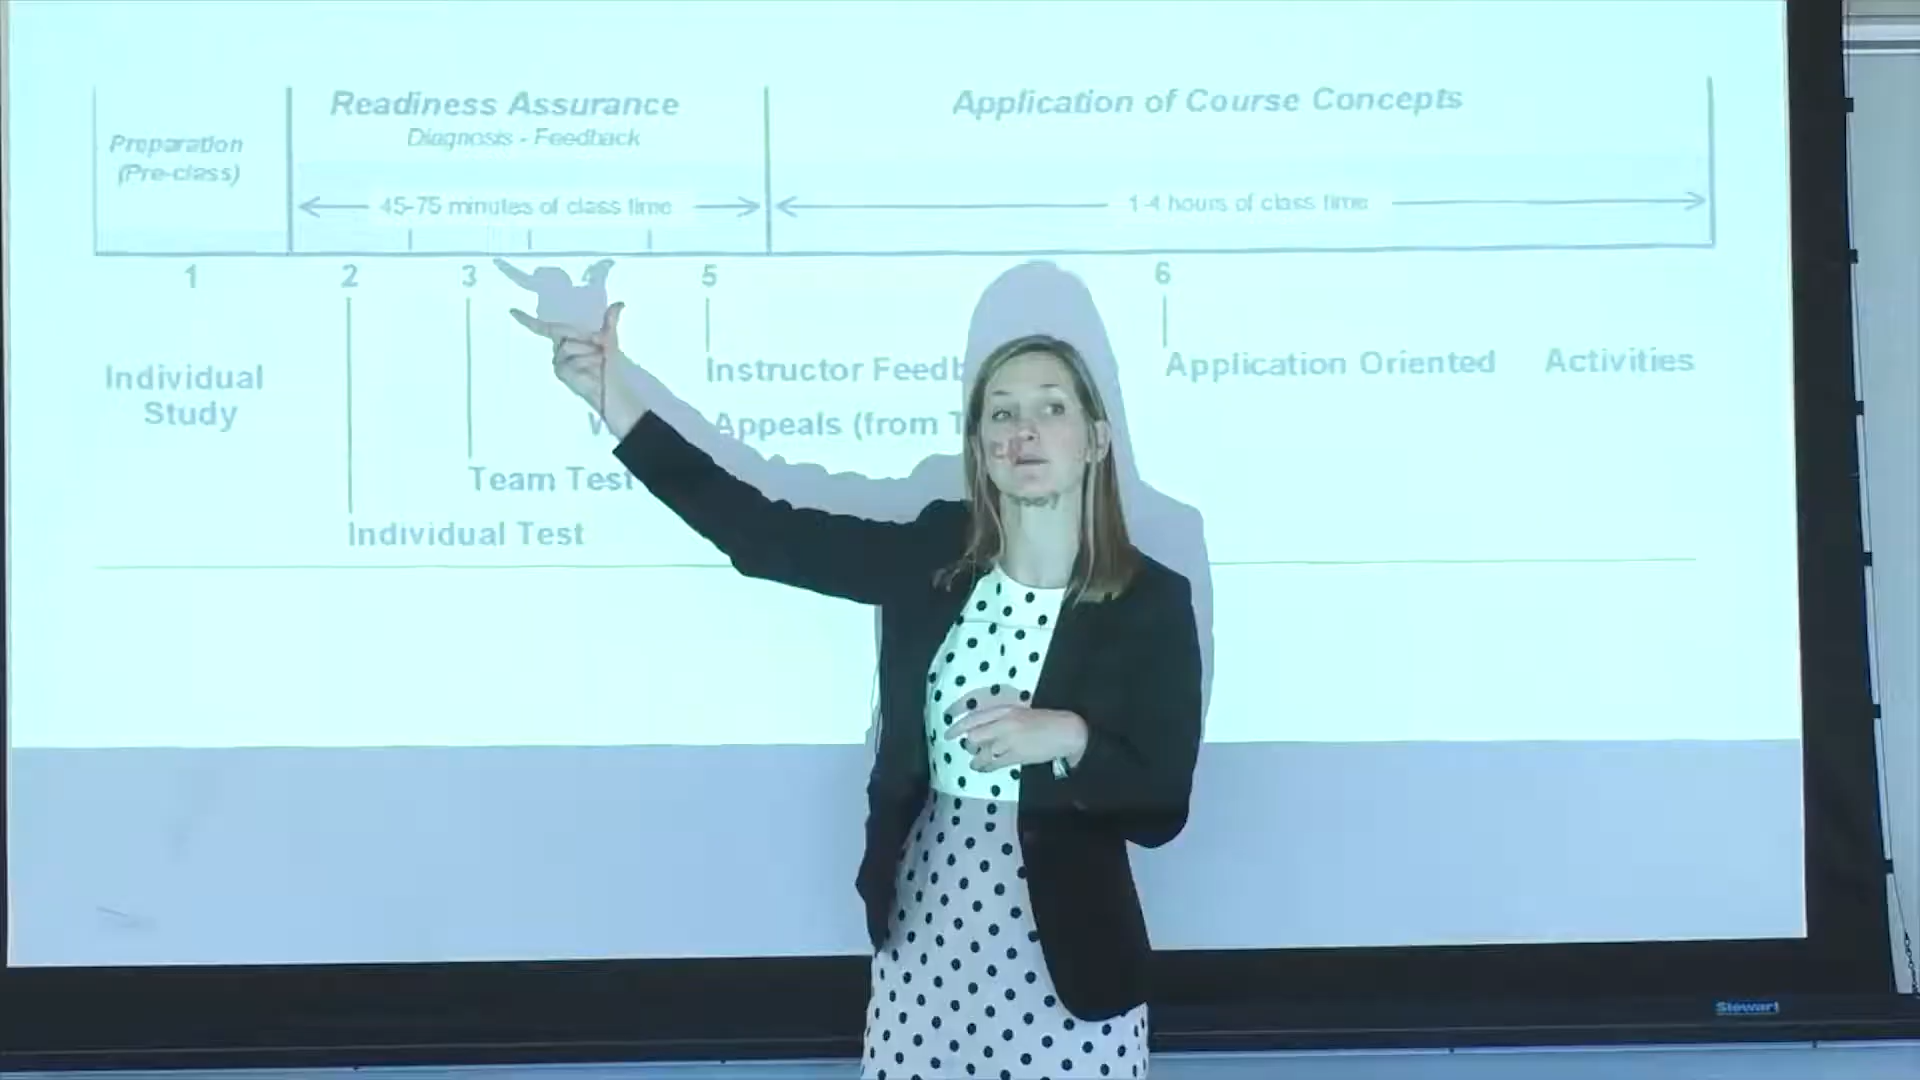 Readiness Assurance
Diagnosis - Feedback
Application of Course Concepts
Preparation
(Pre-class)
45-75 minutes of class time
1-4 hours of class time
1
2
3
4
5
6
Individual
Study
Instructor Feedb
Application Oriented Activities
W
Appeals (from T
Team Test
Individual Test
Stewart